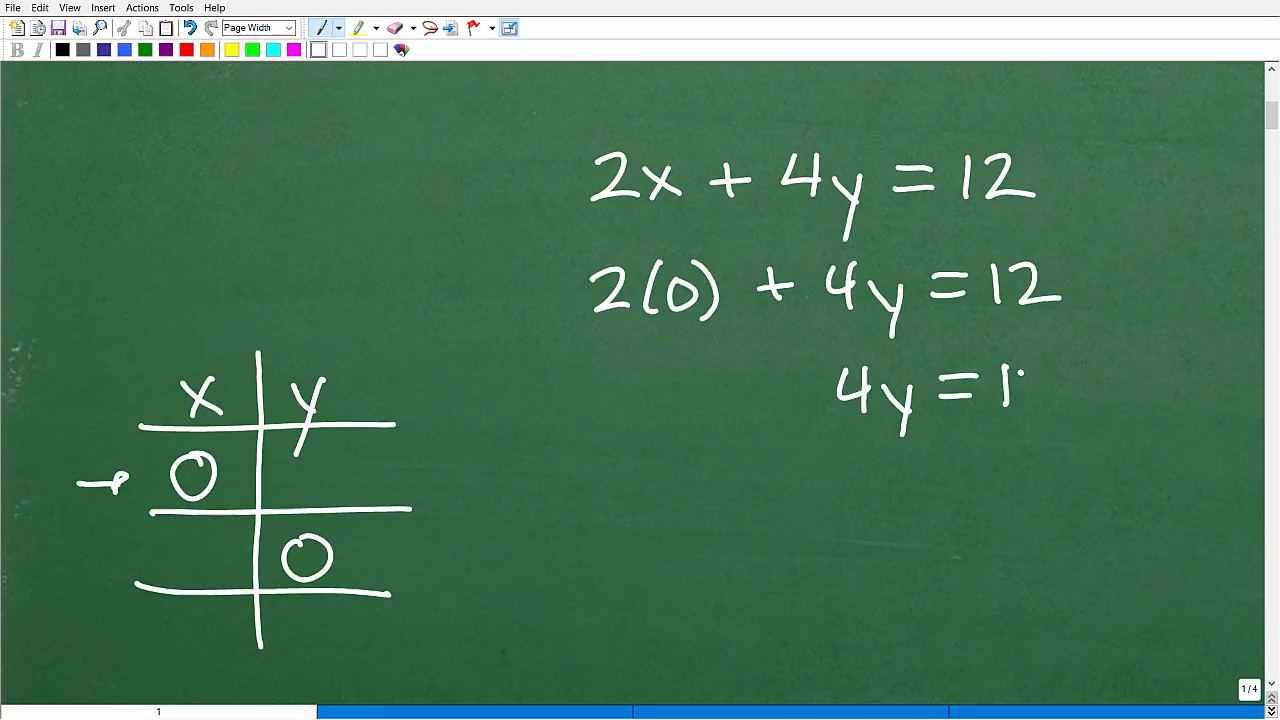 File Edit View Insert Actions Tools Help
Page Width
B I
2x + 4y = 12
2(0) + 4y = 12
4y = 1
x y
0
0
1/4
1